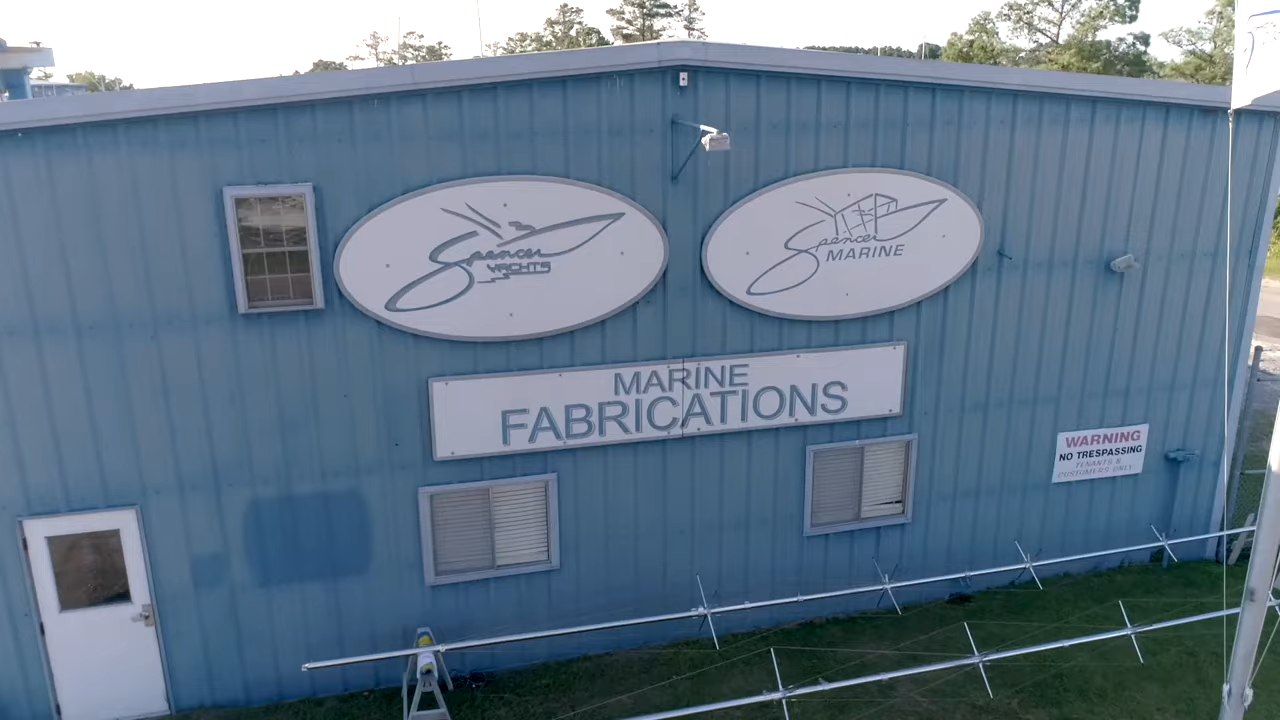 Spencer
YACHTS
Spencer
MARINE
MARINE
FABRICATIONS
WARNING
NO TRESPASSING
TENANTS &
CUSTOMERS ONLY